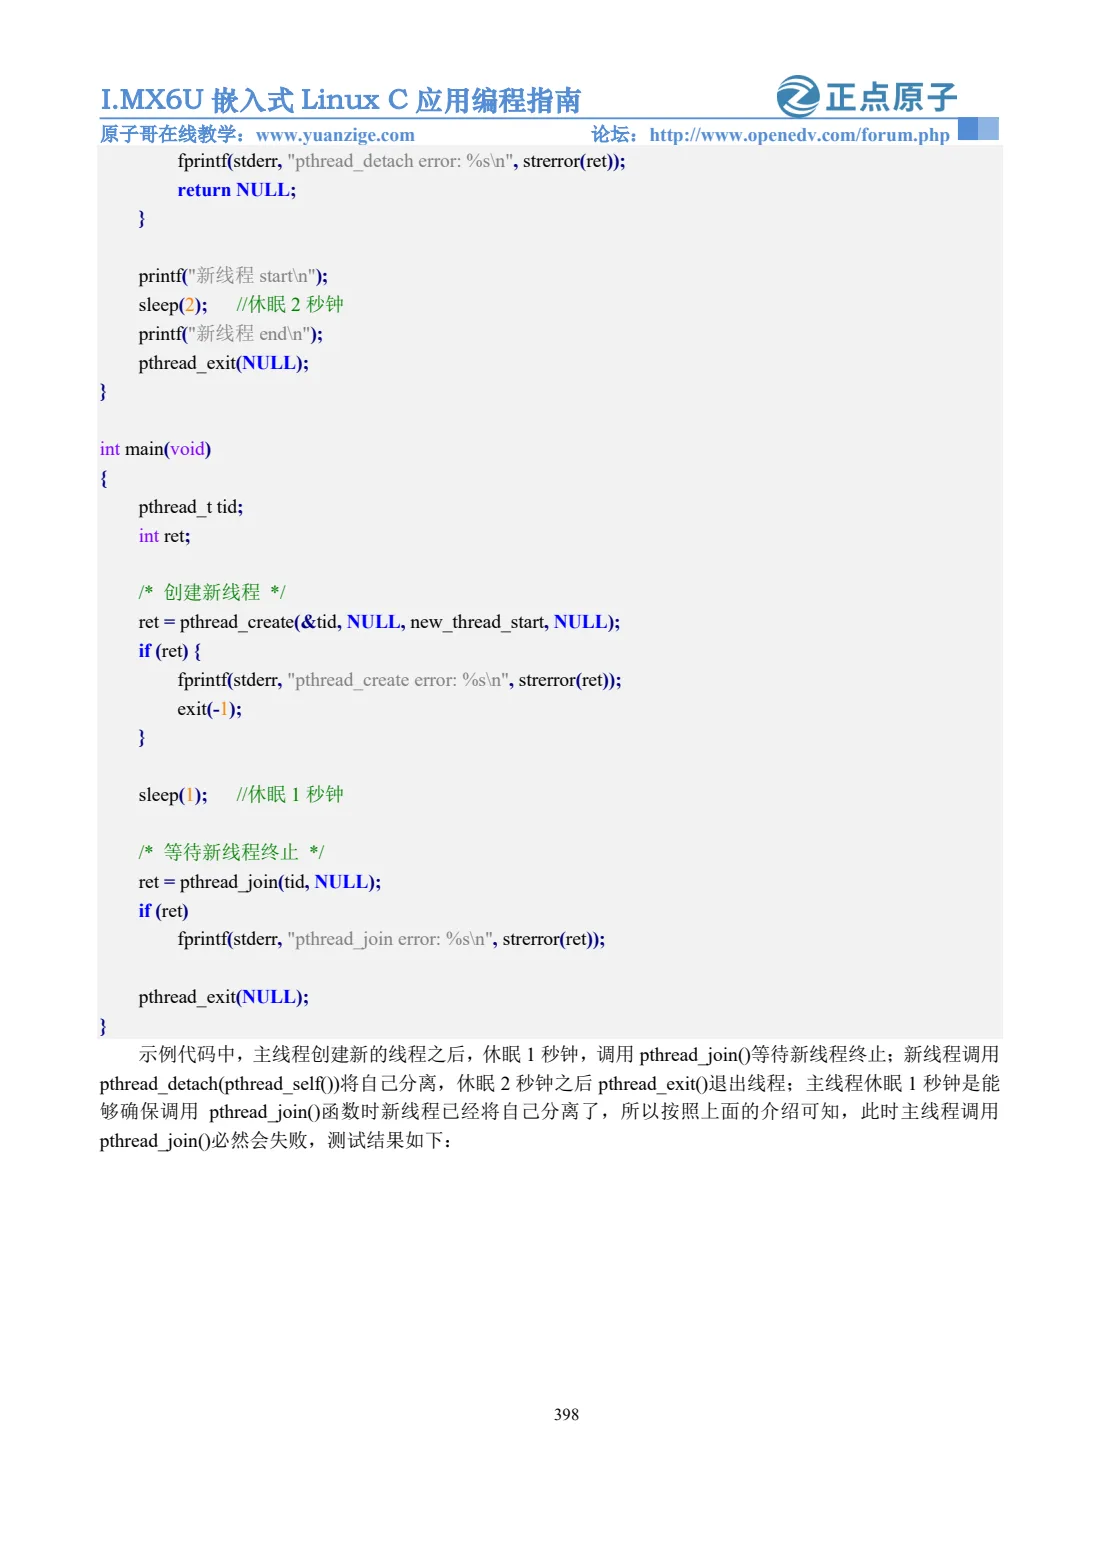 I.MX6U 嵌入式 Linux C 应用编程指南
正点原子
原子哥在线教学：www.yuanzige.com 论坛：http://www.openedv.com/forum.php
fprintf(stderr, "pthread_detach error: %s\n", strerror(ret));
return NULL;
}
printf("新线程 start\n");
sleep(2); //休眠 2 秒钟
printf("新线程 end\n");
pthread_exit(NULL);
}
int main(void)
{
pthread_t tid;
int ret;
/* 创建新线程 */
ret = pthread_create(&tid, NULL, new_thread_start, NULL);
if (ret) {
fprintf(stderr, "pthread_create error: %s\n", strerror(ret));
exit(-1);
}
sleep(1); //休眠 1 秒钟
/* 等待新线程终止 */
ret = pthread_join(tid, NULL);
if (ret)
fprintf(stderr, "pthread_join error: %s\n", strerror(ret));
pthread_exit(NULL);
}
示例代码中，主线程创建新的线程之后，休眠 1 秒钟，调用 pthread_join()等待新线程终止；新线程调用
pthread_detach(pthread_self())将自己分离，休眠 2 秒钟之后 pthread_exit()退出线程；主线程休眠 1 秒钟是能
够确保调用 pthread_join()函数时新线程已经将自己分离了，所以按照上面的介绍可知，此时主线程调用
pthread_join()必然会失败，测试结果如下：
398